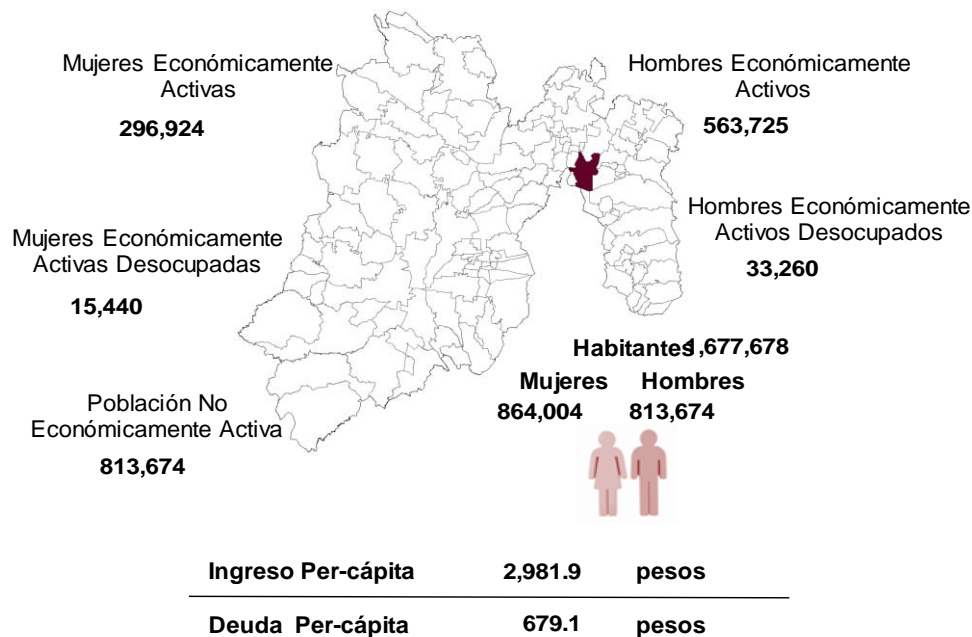 Mujeres Económicamente
Activas
296,924
Hombres Económicamente
Activos
563,725
Mujeres Económicamente
Activas Desocupadas
15,440
Hombres Económicamente
Activos Desocupados
33,260
Habitantes 1,677,678
Mujeres Hombres
864,004 813,674
Población No
Económicamente Activa
813,674
Ingreso Per-cápita 2,981.9 pesos
Deuda Per-cápita 679.1 pesos